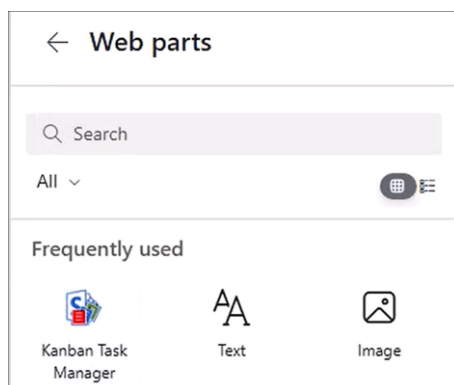 Web parts
Search
All
Frequently used
Kanban Task Manager
Text
Image